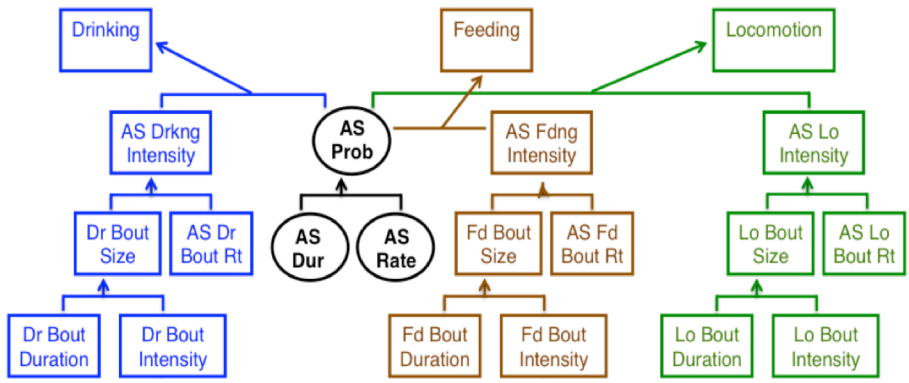 Drinking
Feeding
Locomotion
AS Drkng
Intensity
AS
Prob
AS Fdng
Intensity
AS Lo
Intensity
Dr Bout
Size
AS Dr
Bout Rt
AS
Dur
AS
Rate
Fd Bout
Size
AS Fd
Bout Rt
Lo Bout
Size
AS Lo
Bout Rt
Dr Bout
Duration
Dr Bout
Intensity
Fd Bout
Duration
Fd Bout
Intensity
Lo Bout
Duration
Lo Bout
Intensity